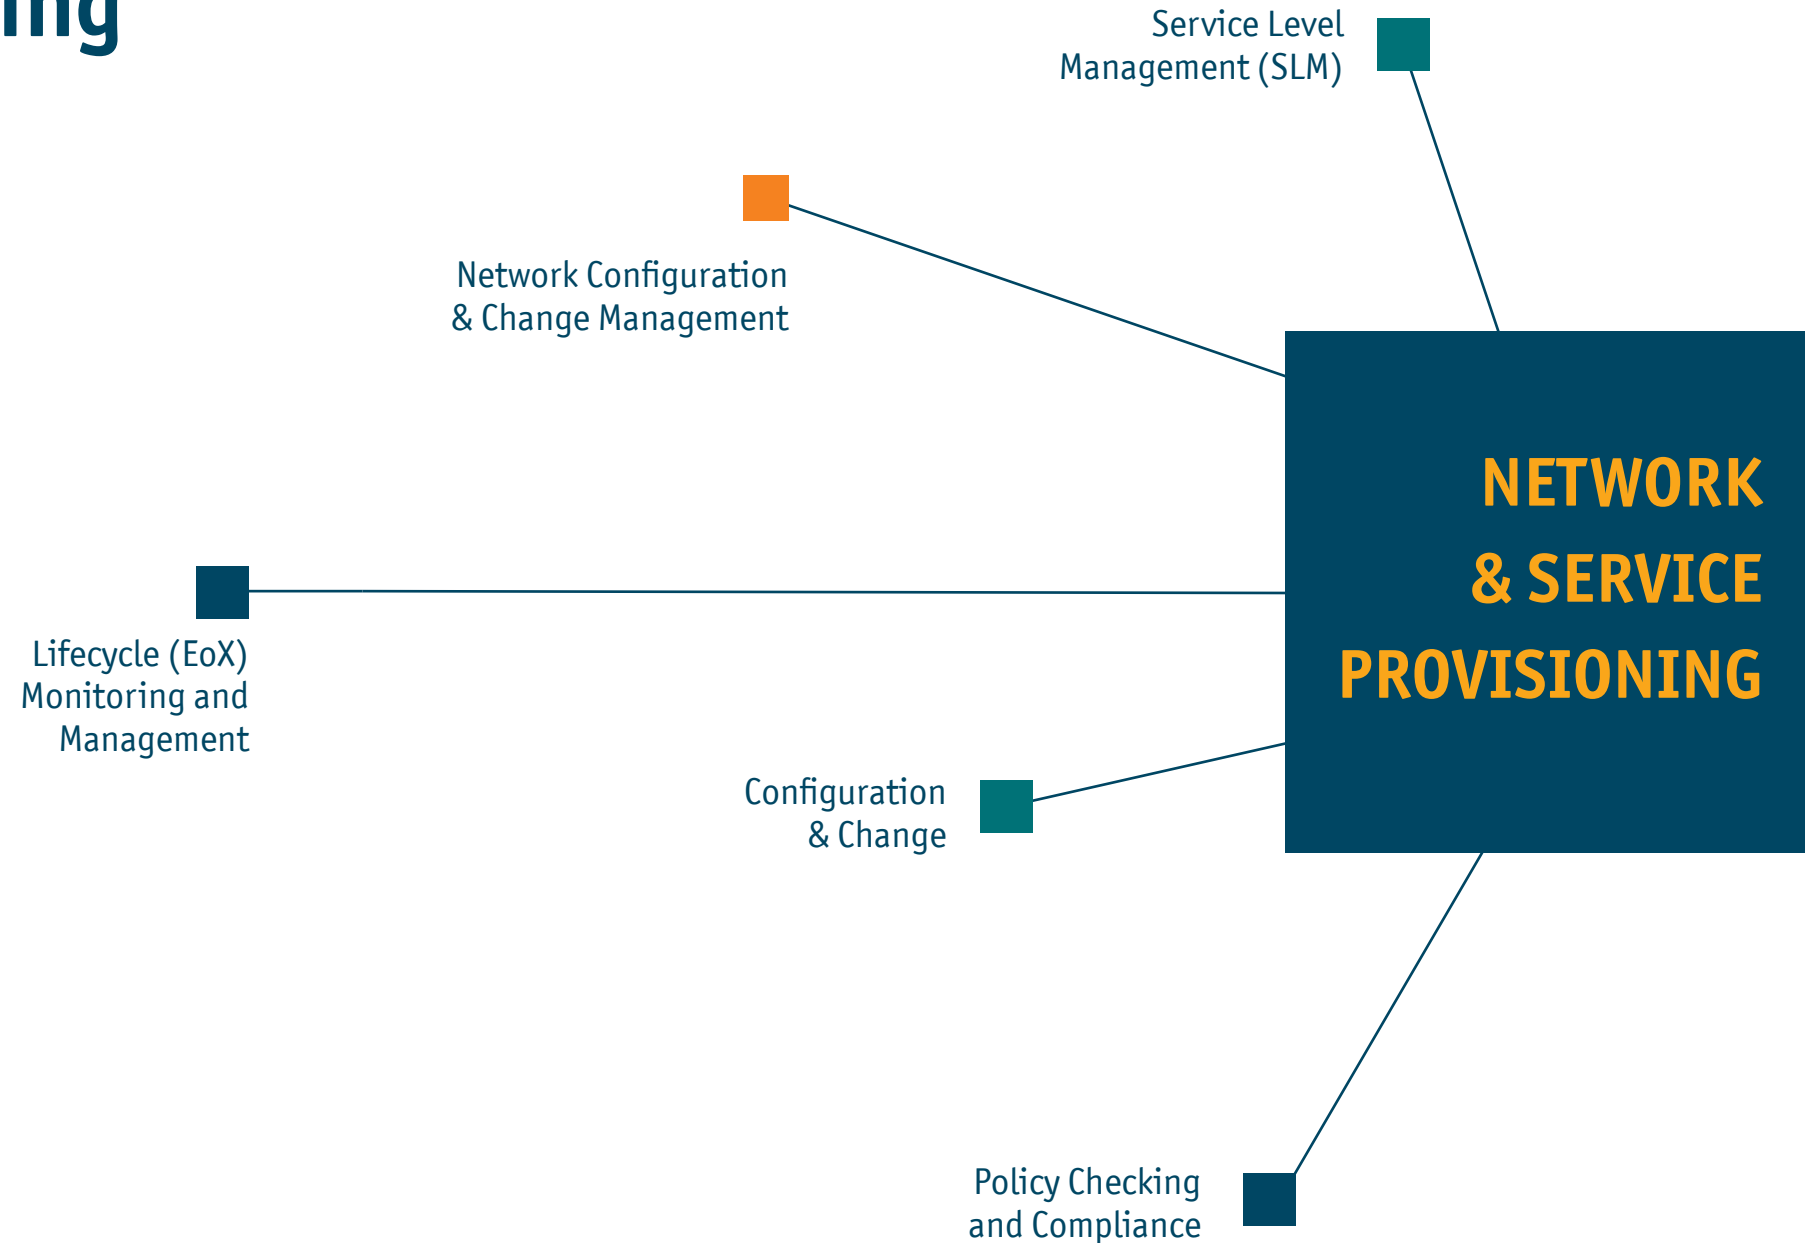 ing
Service Level
Management (SLM)
Network Configuration
& Change Management
NETWORK
& SERVICE
PROVISIONING
Lifecycle (EoX)
Monitoring and
Management
Configuration
& Change
Policy Checking
and Compliance